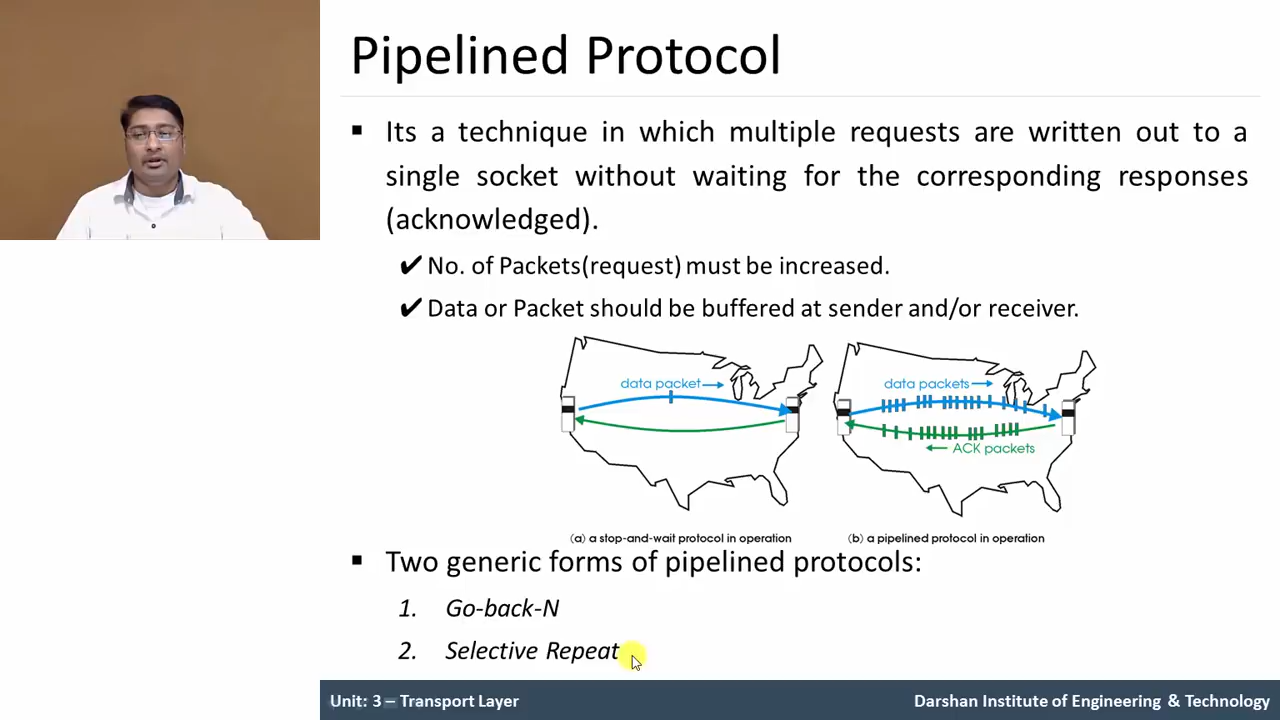 Pipelined Protocol
▪ Its a technique in which multiple requests are written out to a
single socket without waiting for the corresponding responses
(acknowledged).
✔ No. of Packets(request) must be increased.
✔ Data or Packet should be buffered at sender and/or receiver.
data packet→
data packets→
← ACK packets
(a) a stop-and-wait protocol in operation
(b) a pipelined protocol in operation
▪ Two generic forms of pipelined protocols:
1. Go-back-N
2. Selective Repeat
Unit: 3 – Transport Layer
Darshan Institute of Engineering & Technology